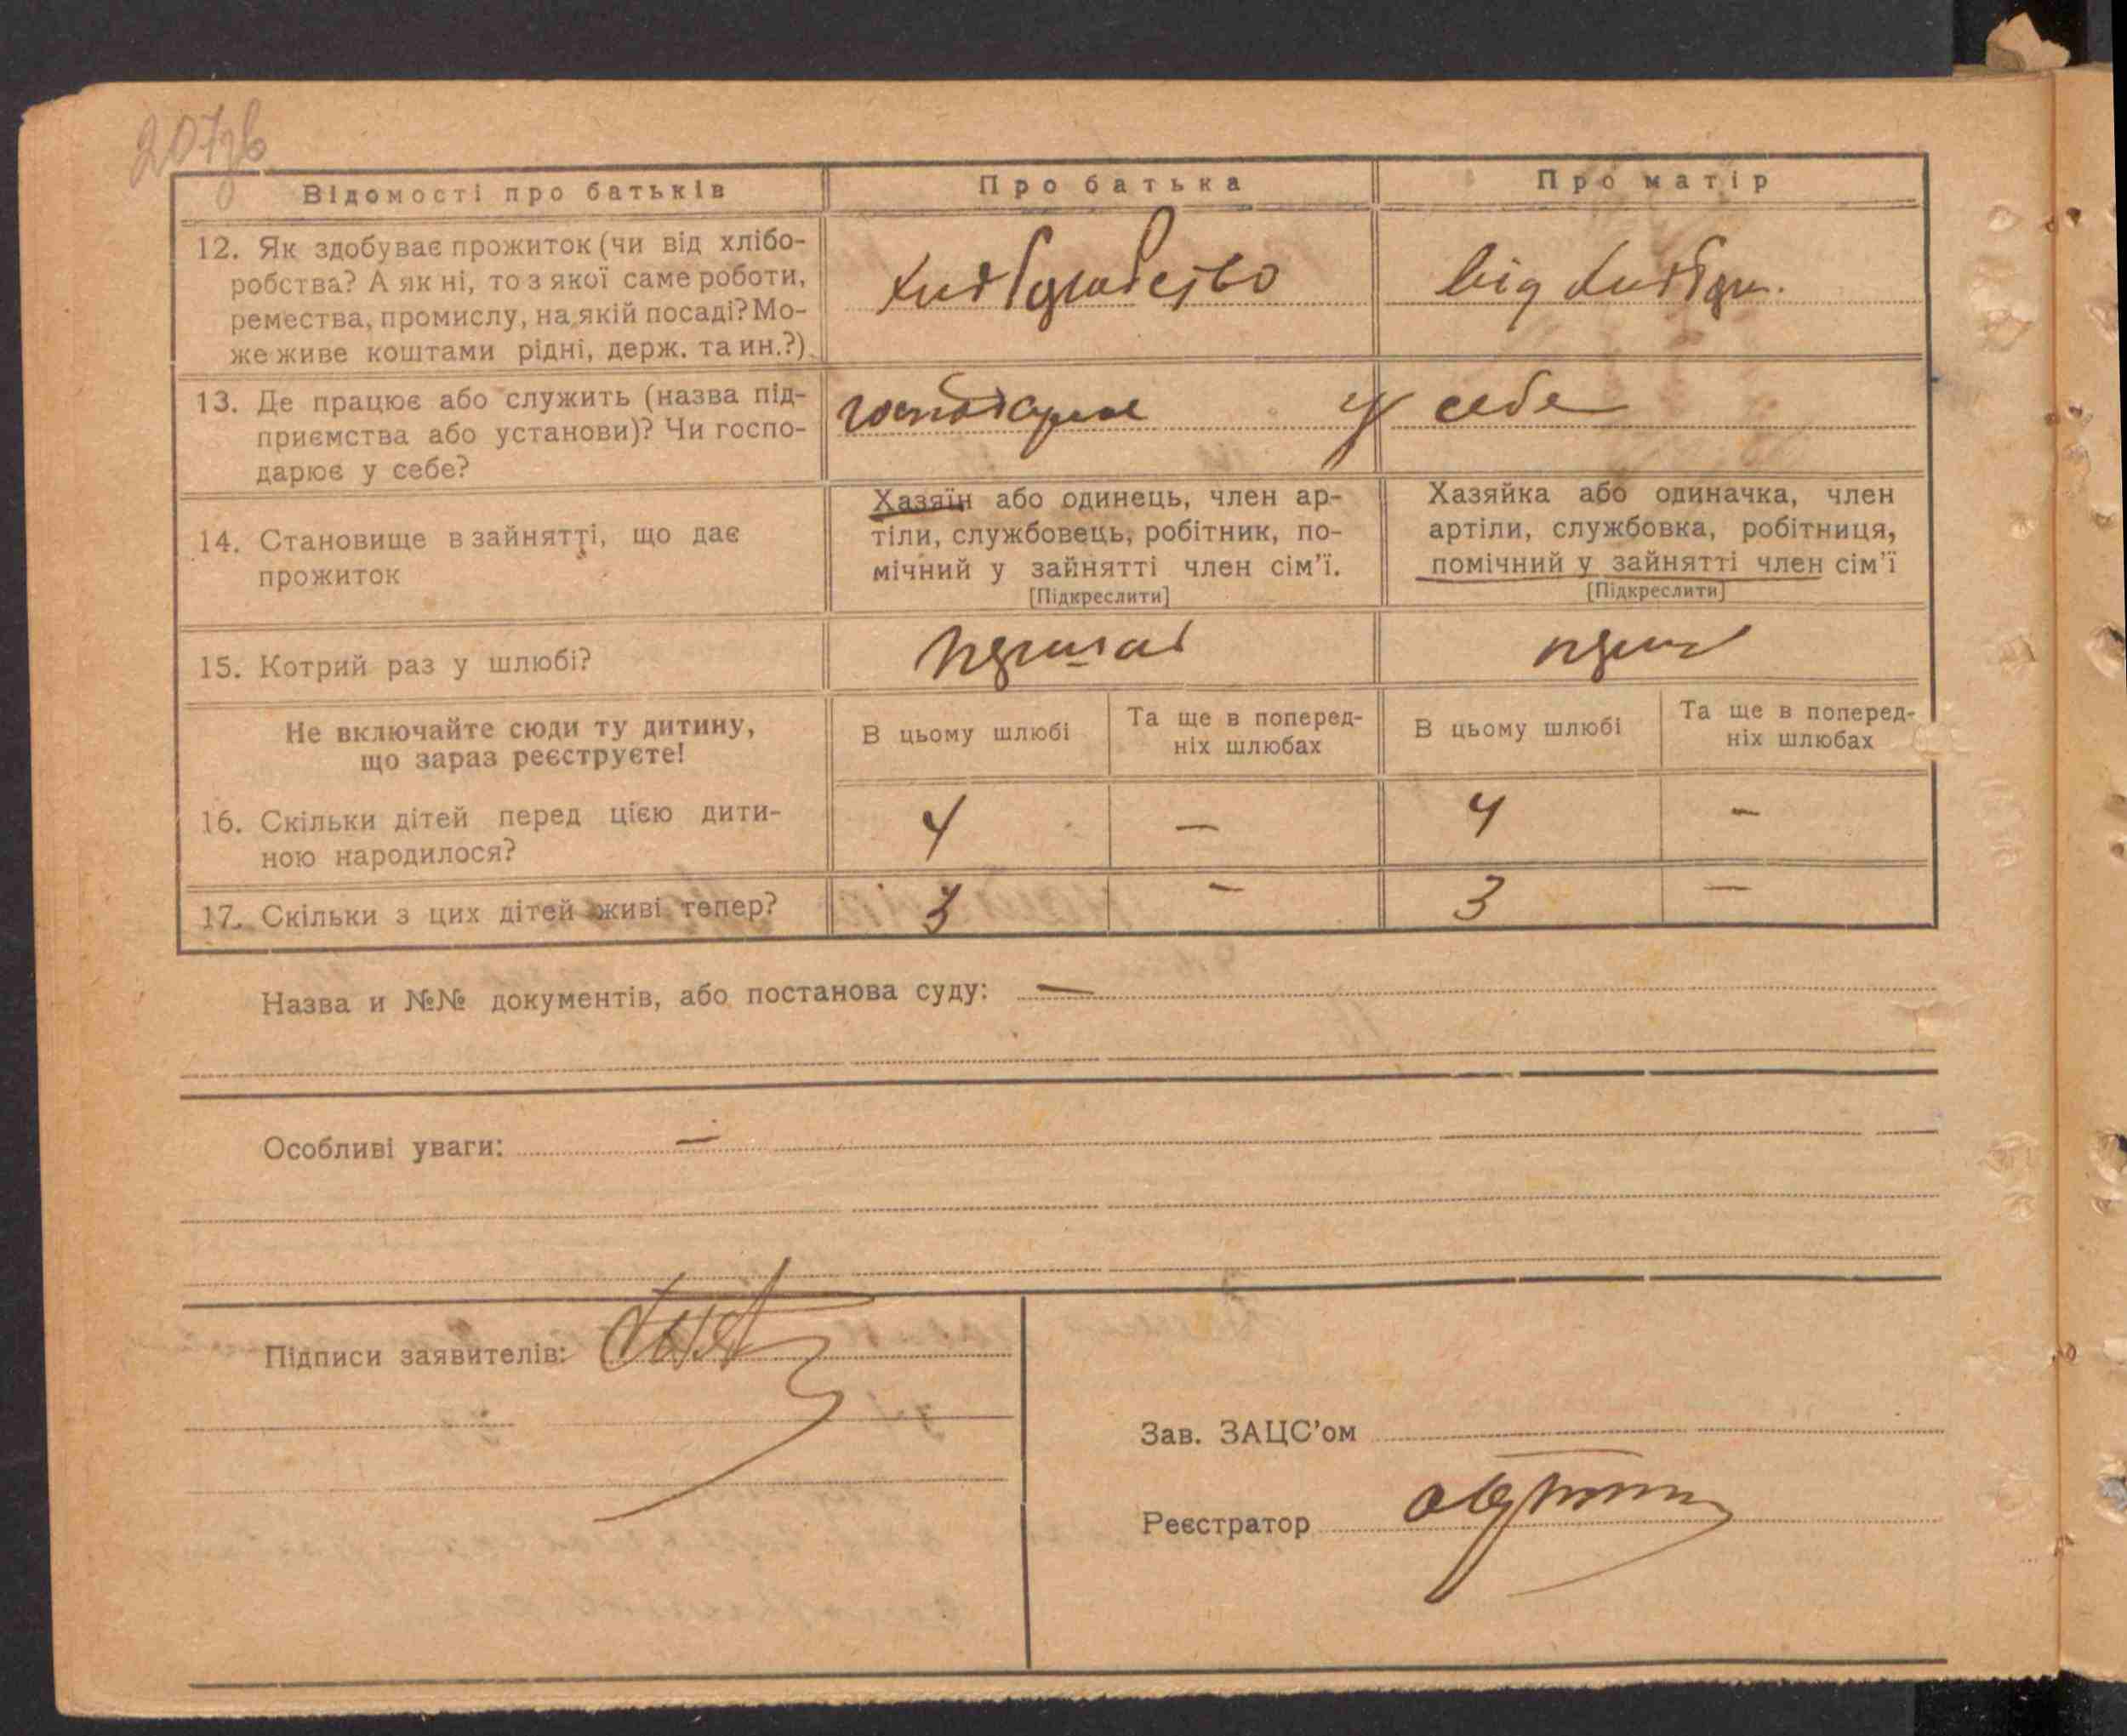 207зв
Відомості про батьків
Про батька
Про матір
12. Як здобуває прожиток (чи від хлібо-
робства? А як ні, то з якої саме роботи,
ремества, промислу, на якій посаді? Мо-
же живе коштами рідні, держ. та ин.?)
від
13. Де працює або служить (назва під-
приємства або установи)? Чи госпо-
дарює у себе?
господарює у себе
14. Становище в зайнятті, що дає
прожиток
Хазяїн або одинець, член ар-
тіли, службовець, робітник, по-
мічний у зайнятті член сім'ї.
[Підкреслити]
Хазяйка або одиначка, член
артіли, службовка, робітниця,
помічний у зайнятті член сім'ї
[Підкреслити]
15. Котрий раз у шлюбі?
Не включайте сюди ту дитину,
що зараз реєструєте!
В цьому шлюбі
Та ще в поперед-
ніх шлюбах
В цьому шлюбі
Та ще в поперед-
ніх шлюбах
16. Скільки дітей перед цією дити-
ною народилося?
4 – 4 –
17. Скільки з цих дітей живі тепер?
3 – 3 –
Назва и №№ документів, або постанова суду: —
Особливі уваги: —
Підписи заявителів:
Зав. ЗАЦС'ом
Реєстратор